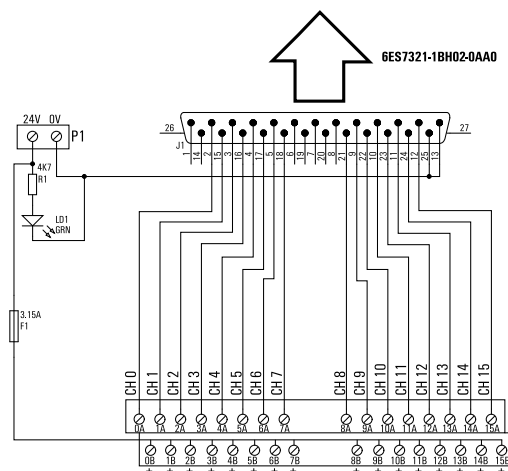 6ES7321-1BH02-0AA0
24V 0V
P1
26
27
J1
1 14 2 15 3 16 4 17 5 18 6 19 7 20 8 21 9 22 10 23 11 24 12 25 13
4K7
R1
LD1
GRN
3.15A
F1
CH 0 CH 1 CH 2 CH 3 CH 4 CH 5 CH 6 CH 7 CH 8 CH 9 CH 10 CH 11 CH 12 CH 13 CH 14 CH 15
0A 1A 2A 3A 4A 5A 6A 7A 8A 9A 10A 11A 12A 13A 14A 15A
0B 1B 2B 3B 4B 5B 6B 7B 8B 9B 10B 11B 12B 13B 14B 15B
+ + + + + + + + + + + + + + + +